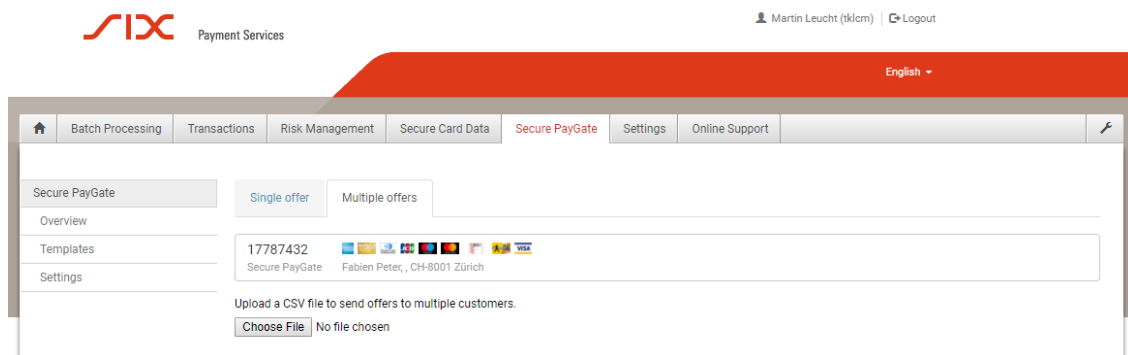 SIX Payment Services
Martin Leucht (tklcm) Logout
English
Batch Processing Transactions Risk Management Secure Card Data Secure PayGate Settings Online Support
Secure PayGate
Overview
Templates
Settings
Single offer Multiple offers
17787432 VISA
Secure PayGate Fabien Peter, , CH-8001 Zürich
Upload a CSV file to send offers to multiple customers.
Choose File No file chosen